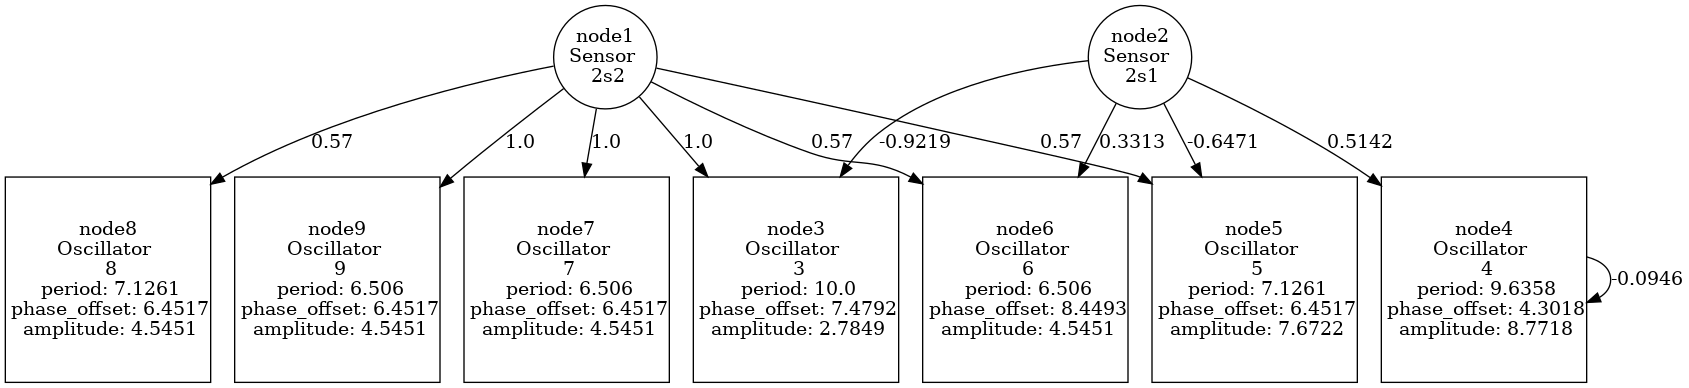 node1
Sensor
2s2
node2
Sensor
2s1
0.57
1.0
1.0
1.0
0.57
-0.9219
0.57
0.3313
-0.6471
0.5142
node8
Oscillator
8
period: 7.1261
phase_offset: 6.4517
amplitude: 4.5451
node9
Oscillator
9
period: 6.506
phase_offset: 6.4517
amplitude: 4.5451
node7
Oscillator
7
period: 6.506
phase_offset: 6.4517
amplitude: 4.5451
node3
Oscillator
3
period: 10.0
phase_offset: 7.4792
amplitude: 2.7849
node6
Oscillator
6
period: 6.506
phase_offset: 8.4493
amplitude: 4.5451
node5
Oscillator
5
period: 7.1261
phase_offset: 6.4517
amplitude: 7.6722
node4
Oscillator
4
period: 9.6358
phase_offset: 4.3018
amplitude: 8.7718
-0.0946